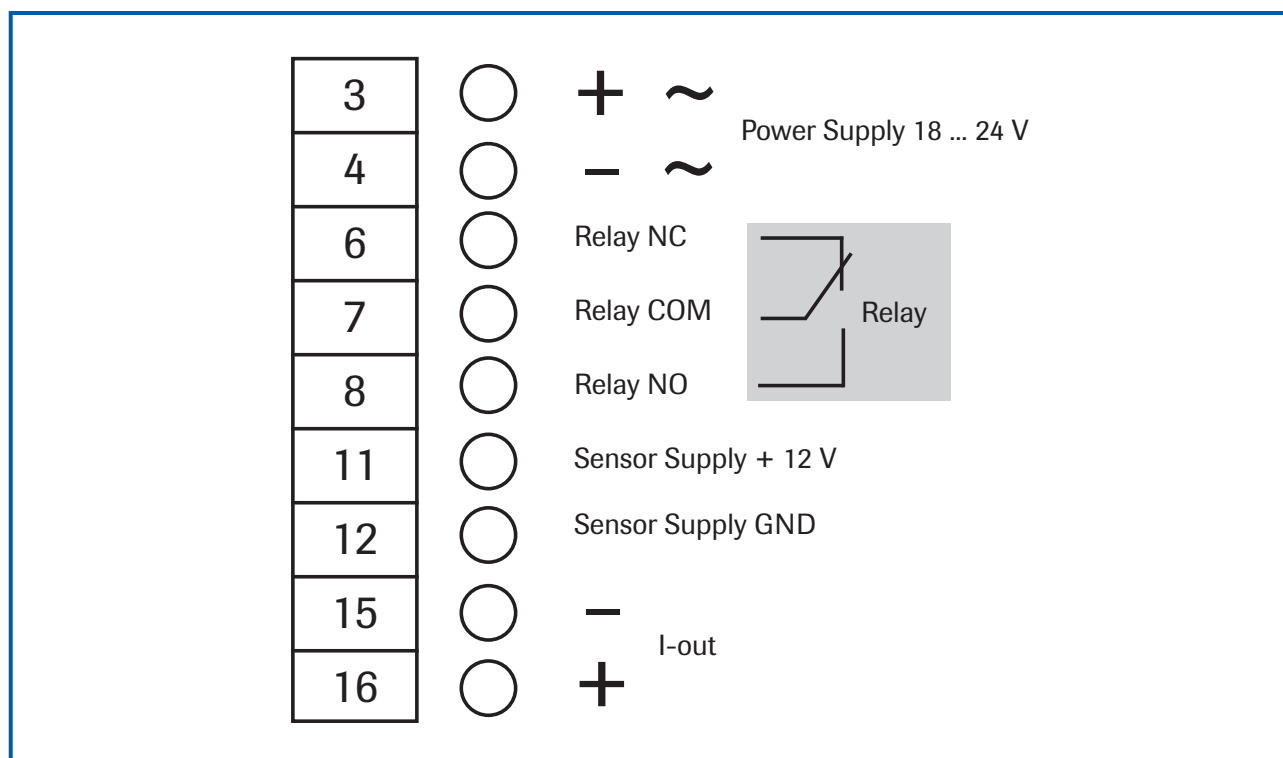 3 + ~
Power Supply 18 ... 24 V
4 – ~
6 Relay NC
7 Relay COM Relay
8 Relay NO
11 Sensor Supply + 12 V
12 Sensor Supply GND
15 –
I-out
16 +